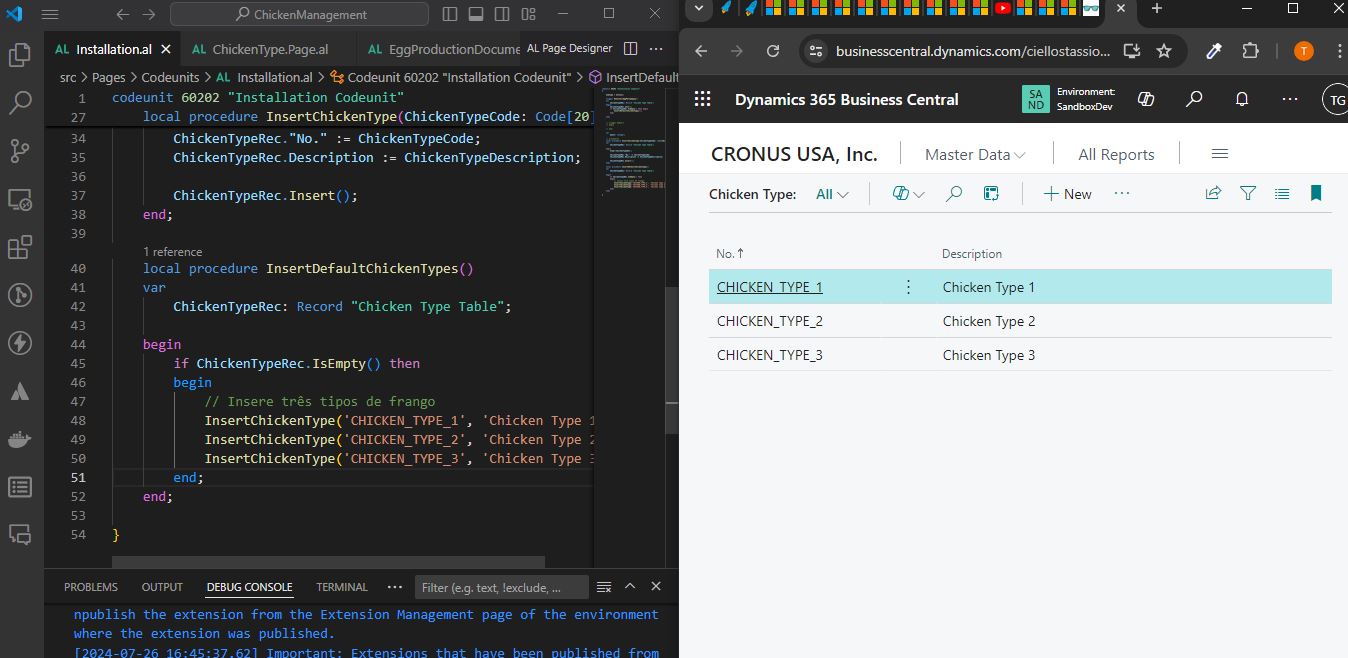 ChickenManagement
AL Installation.al
AL ChickenType.Page.al
AL EggProductionDocume
AL Page Designer
src > Pages > Codeunits > AL Installation.al > Codeunit 60202 "Installation Codeunit" > InsertDefault
1 codeunit 60202 "Installation Codeunit"
27 local procedure InsertChickenType(ChickenTypeCode: Code[20]
34 ChickenTypeRec."No." := ChickenTypeCode;
35 ChickenTypeRec.Description := ChickenTypeDescription;
36
37 ChickenTypeRec.Insert();
38 end;
39
1 reference
40 local procedure InsertDefaultChickenTypes()
41 var
42 ChickenTypeRec: Record "Chicken Type Table";
43
44 begin
45 if ChickenTypeRec.IsEmpty() then
46 begin
47 // Insere três tipos de frango
48 InsertChickenType('CHICKEN_TYPE_1', 'Chicken Type 1
49 InsertChickenType('CHICKEN_TYPE_2', 'Chicken Type 2
50 InsertChickenType('CHICKEN_TYPE_3', 'Chicken Type 3
51 end;
52 end;
53
54 }
PROBLEMS OUTPUT DEBUG CONSOLE TERMINAL ··· Filter (e.g. text, !exclude, ...
npublish the extension from the Extension Management page of the environment
where the extension was published.
[2024-07-26 16:45:37.62] Important: Extensions that have been published from
businesscentral.dynamics.com/ciellostassio...
T
Dynamics 365 Business Central
SA
ND
Environment:
SandboxDev
TG
CRONUS USA, Inc.
Master Data
All Reports
Chicken Type: All
New
No. ↑ Description
CHICKEN_TYPE_1 Chicken Type 1
CHICKEN_TYPE_2 Chicken Type 2
CHICKEN_TYPE_3 Chicken Type 3